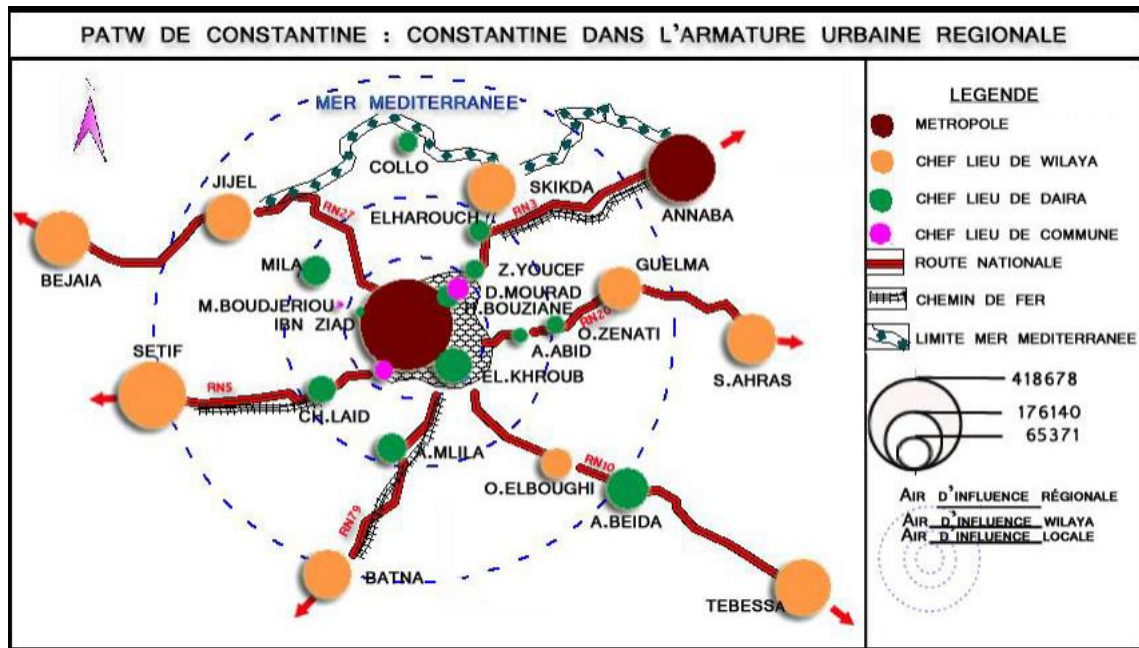 PATW DE CONSTANTINE : CONSTANTINE DANS L'ARMATURE URBAINE REGIONALE
MER MEDITERRANEE
COLLO
JIJEL
SKIKDA
ANNABA
RN27
ELHAROUCH
RN3
BEJAIA
MILA
Z.YOUCEF
GUELMA
D.MOURAD
M.BOUDJERIOU
H.BOUZIANE
IBN ZIAD
RN20
O.ZENATI
A.ABID
SETIF
EL.KHROUB
S.AHRAS
RN5
CH.LAID
A.MLILA
RN10
O.ELBOUGHI
A.BEIDA
RN79
BATNA
TEBESSA
LEGENDE
METROPOLE
CHEF LIEU DE WILAYA
CHEF LIEU DE DAIRA
CHEF LIEU DE COMMUNE
ROUTE NATIONALE
CHEMIN DE FER
LIMITE MER MEDITERRANEE
418678
176140
65371
AIR D'INFLUENCE RÉGIONALE
AIR D'INFLUENCE WILAYA
AIR D'INFLUENCE LOCALE